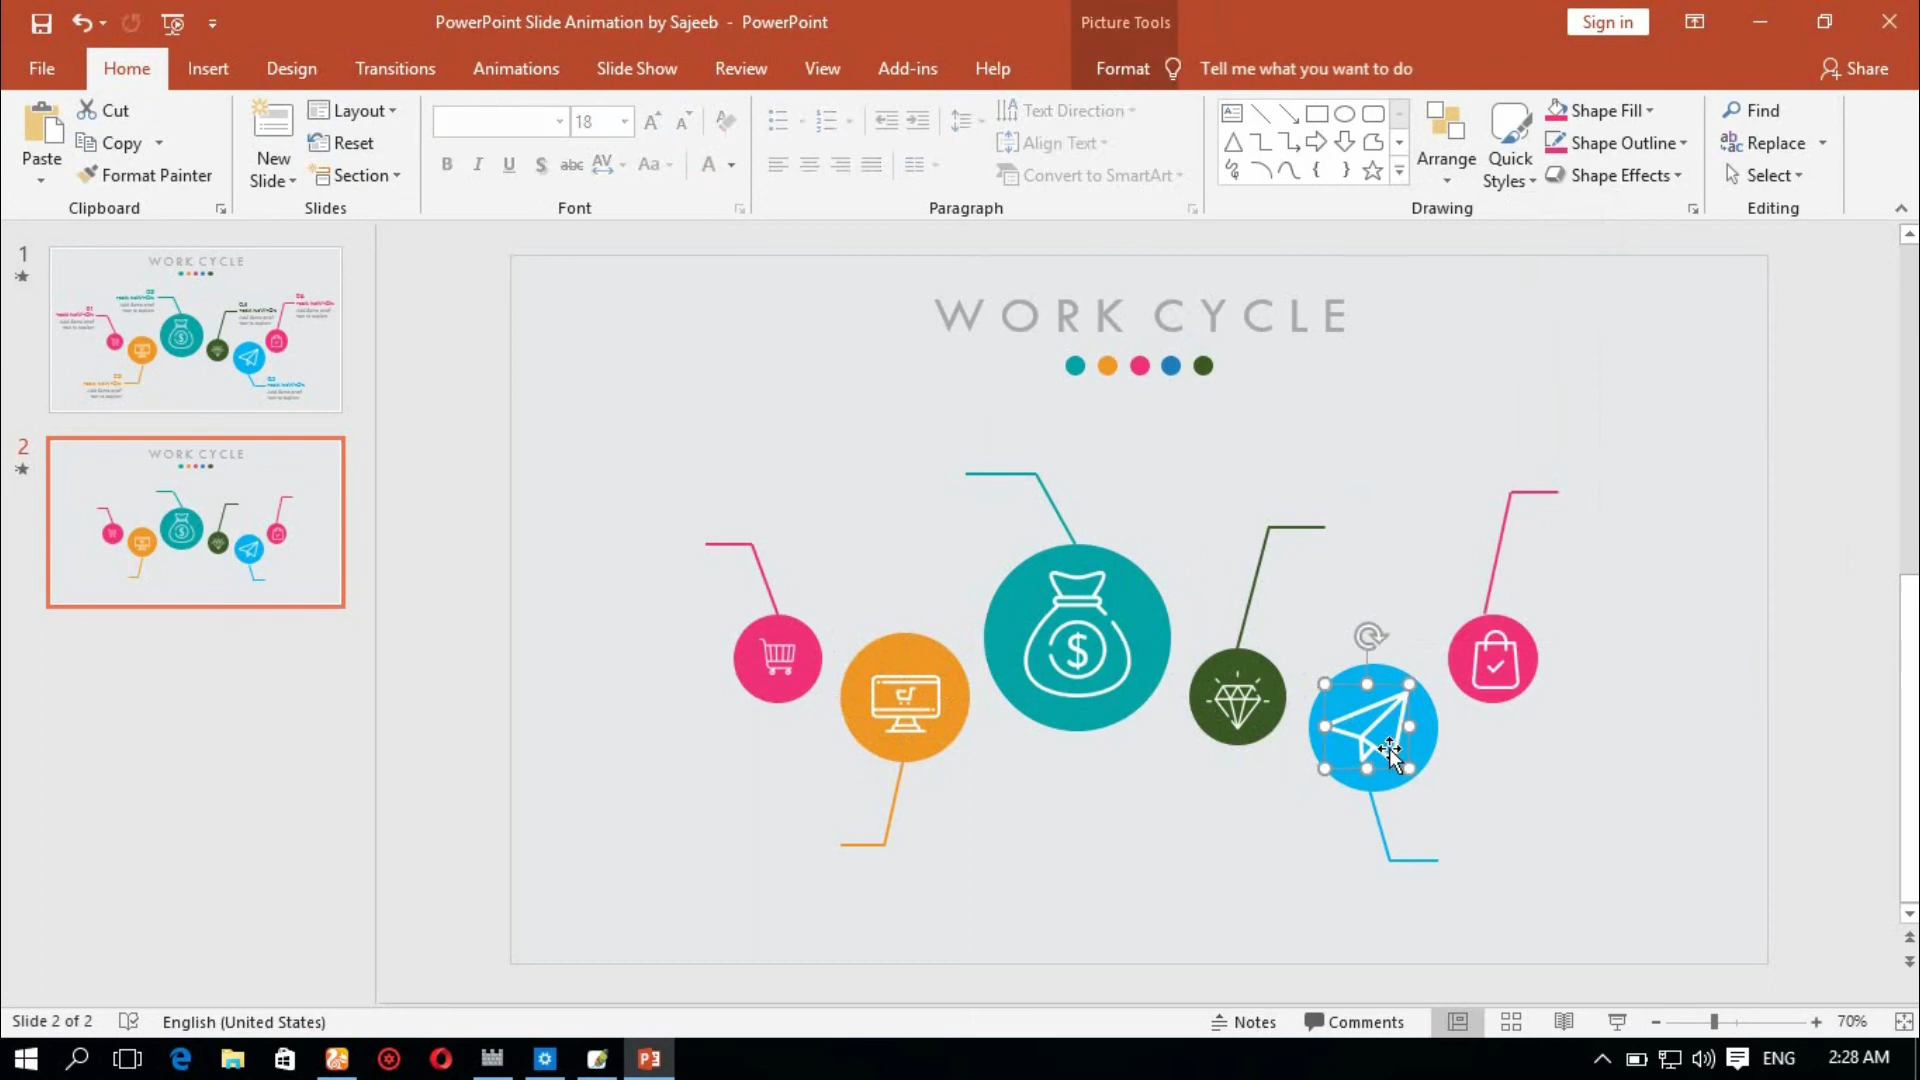 PowerPoint Slide Animation by Sajeeb - PowerPoint
Picture Tools
Sign in
File Home Insert Design Transitions Animations Slide Show Review View Add-ins Help Format Tell me what you want to do Share
Paste
Cut
Copy
Format Painter
Clipboard
New Slide
Layout
Reset
Section
Slides
18
B I U S abc AV Aa A
Font
Text Direction
Align Text
Convert to SmartArt
Paragraph
Arrange
Quick Styles
Shape Fill
Shape Outline
Shape Effects
Drawing
Find
Replace
Select
Editing
1
WORK CYCLE
2
WORK CYCLE
WORK CYCLE
$
Slide 2 of 2
English (United States)
Notes
Comments
70%
ENG
2:28 AM